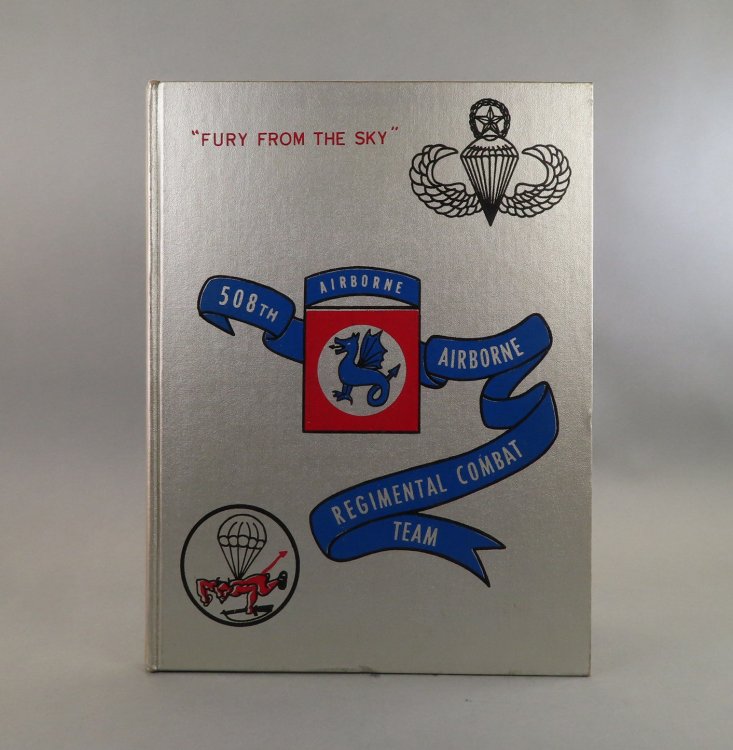 "FURY FROM THE SKY"
AIRBORNE
508TH
AIRBORNE
REGIMENTAL COMBAT
TEAM